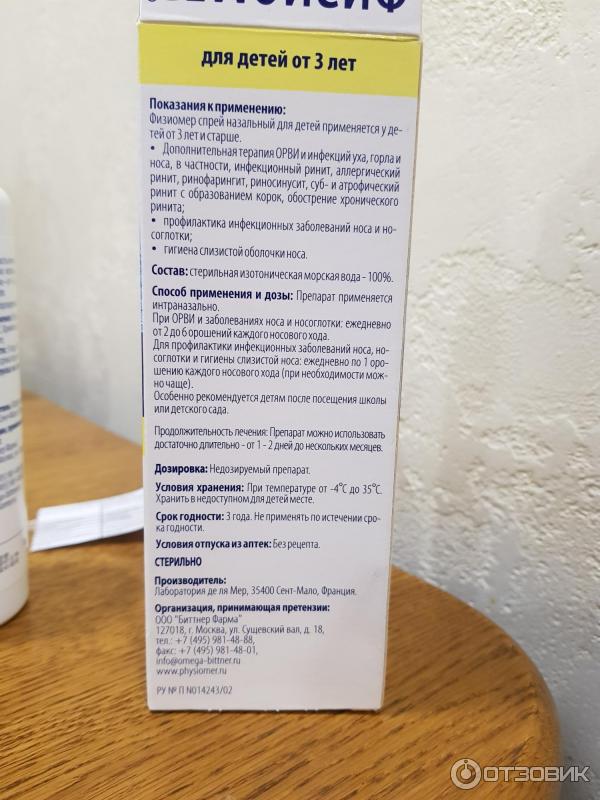 для детей от 3 лет
Показания к применению:
Физиомер спрей назальный для детей применяется у де-
тей от 3 лет и старше.
• Дополнительная терапия ОРВИ и инфекций уха, горла и
носа, в частности, инфекционный ринит, аллергический
ринит, ринофарингит, риносинусит, суб- и атрофический
ринит с образованием корок, обострение хронического
ринита;
• профилактика инфекционных заболеваний носа и но-
соглотки;
• гигиена слизистой оболочки носа.
Состав: стерильная изотоническая морская вода - 100%.
Способ применения и дозы: Препарат применяется
интраназально.
При ОРВИ и заболеваниях носа и носоглотки: ежедневно
от 2 до 6 орошений каждого носового хода.
Для профилактики инфекционных заболеваний носа, но-
соглотки и гигиены слизистой носа: ежедневно по 1 оро-
шению каждого носового хода (при необходимости мож-
но чаще).
Особенно рекомендуется детям после посещения школы
или детского сада.
Продолжительность лечения: Препарат можно использовать
достаточно длительно - от 1 - 2 дней до нескольких месяцев.
Дозировка: Недозируемый препарат.
Условия хранения: При температуре от -4°C до 35°C.
Хранить в недоступном для детей месте.
Срок годности: 3 года. Не применять по истечении сро-
ка годности.
Условия отпуска из аптек: Без рецепта.
СТЕРИЛЬНО
Производитель:
Лаборатория де ля Мер, 35400 Сент-Мало, Франция.
Организация, принимающая претензии:
ООО "Биттнер Фарма"
127018, г. Москва, ул. Сущевский вал, д. 18,
тел.: +7 (495) 981-48-88,
факс: +7 (495) 981-48-01,
info@omega-bittner.ru
www.physiomer.ru
РУ № П N014243/02
ОТЗОВИК